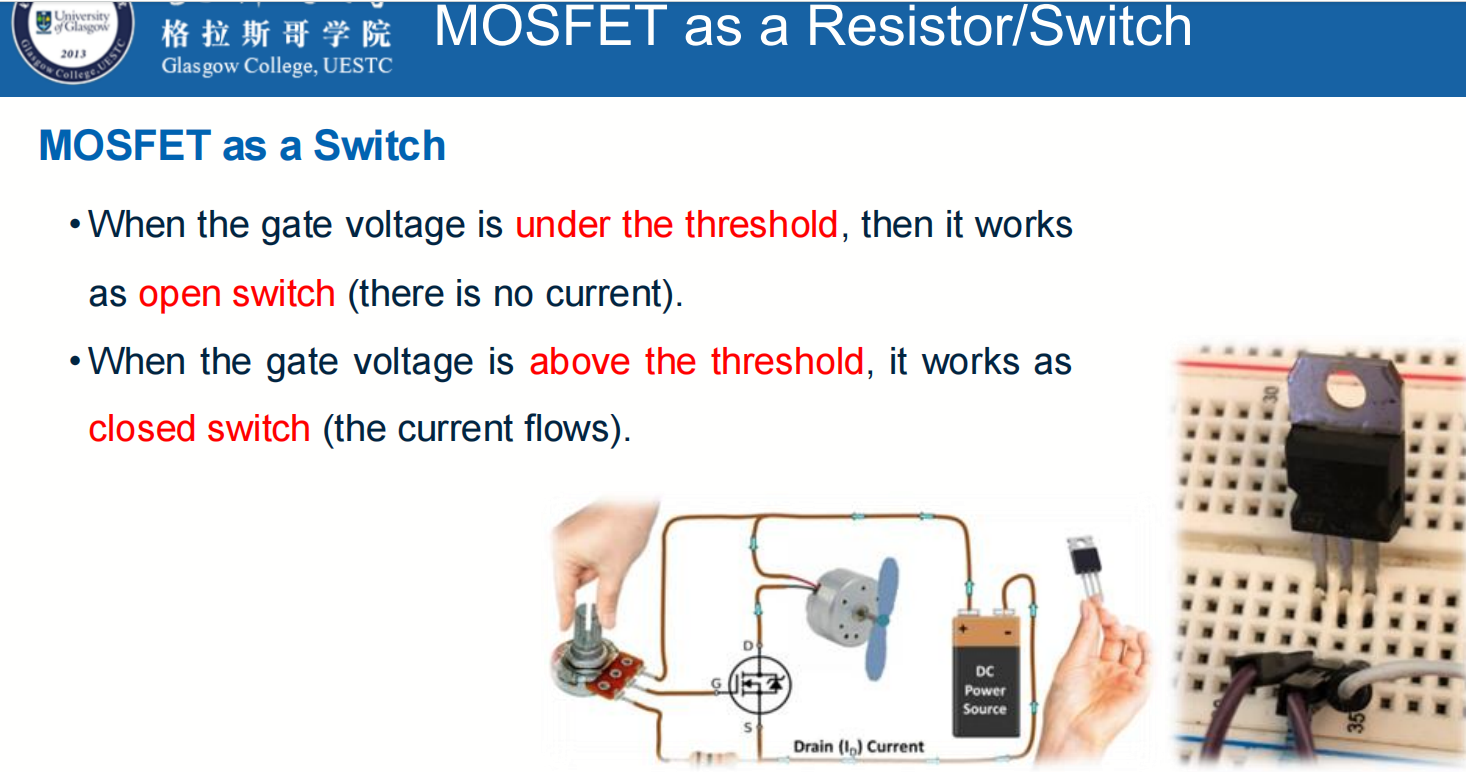 University
of Glasgow
2013
Glasgow College, UESTC
格拉斯哥学院
Glasgow College, UESTC
MOSFET as a Resistor/Switch
MOSFET as a Switch
• When the gate voltage is under the threshold, then it works
as open switch (there is no current).
• When the gate voltage is above the threshold, it works as
closed switch (the current flows).
D
G
S
+ -
DC
Power
Source
Drain (I_D) Current
30
35